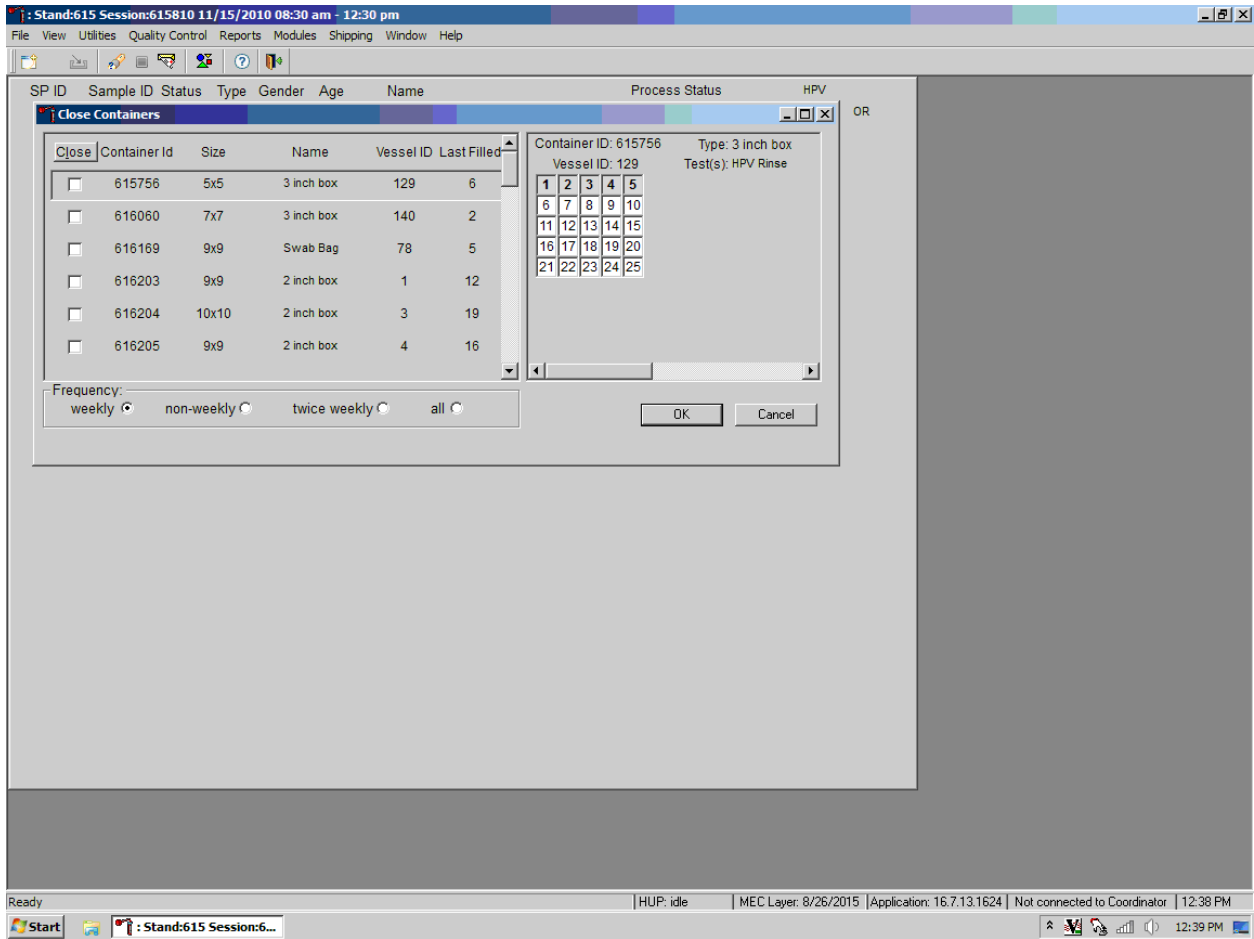 : Stand:615 Session:615810 11/15/2010 08:30 am - 12:30 pm
File View Utilities Quality Control Reports Modules Shipping Window Help
SP ID Sample ID Status Type Gender Age Name Process Status HPV
OR
Close Containers
Close Container Id Size Name Vessel ID Last Filled
615756 5x5 3 inch box 129 6
616060 7x7 3 inch box 140 2
616169 9x9 Swab Bag 78 5
616203 9x9 2 inch box 1 12
616204 10x10 2 inch box 3 19
616205 9x9 2 inch box 4 16
Container ID: 615756 Type: 3 inch box
Vessel ID: 129 Test(s): HPV Rinse
1 2 3 4 5
6 7 8 9 10
11 12 13 14 15
16 17 18 19 20
21 22 23 24 25
Frequency:
weekly non-weekly twice weekly all
OK Cancel
Ready HUP: idle MEC Layer: 8/26/2015 Application: 16.7.13.1624 Not connected to Coordinator 12:38 PM
Start : Stand:615 Session:6... 12:39 PM